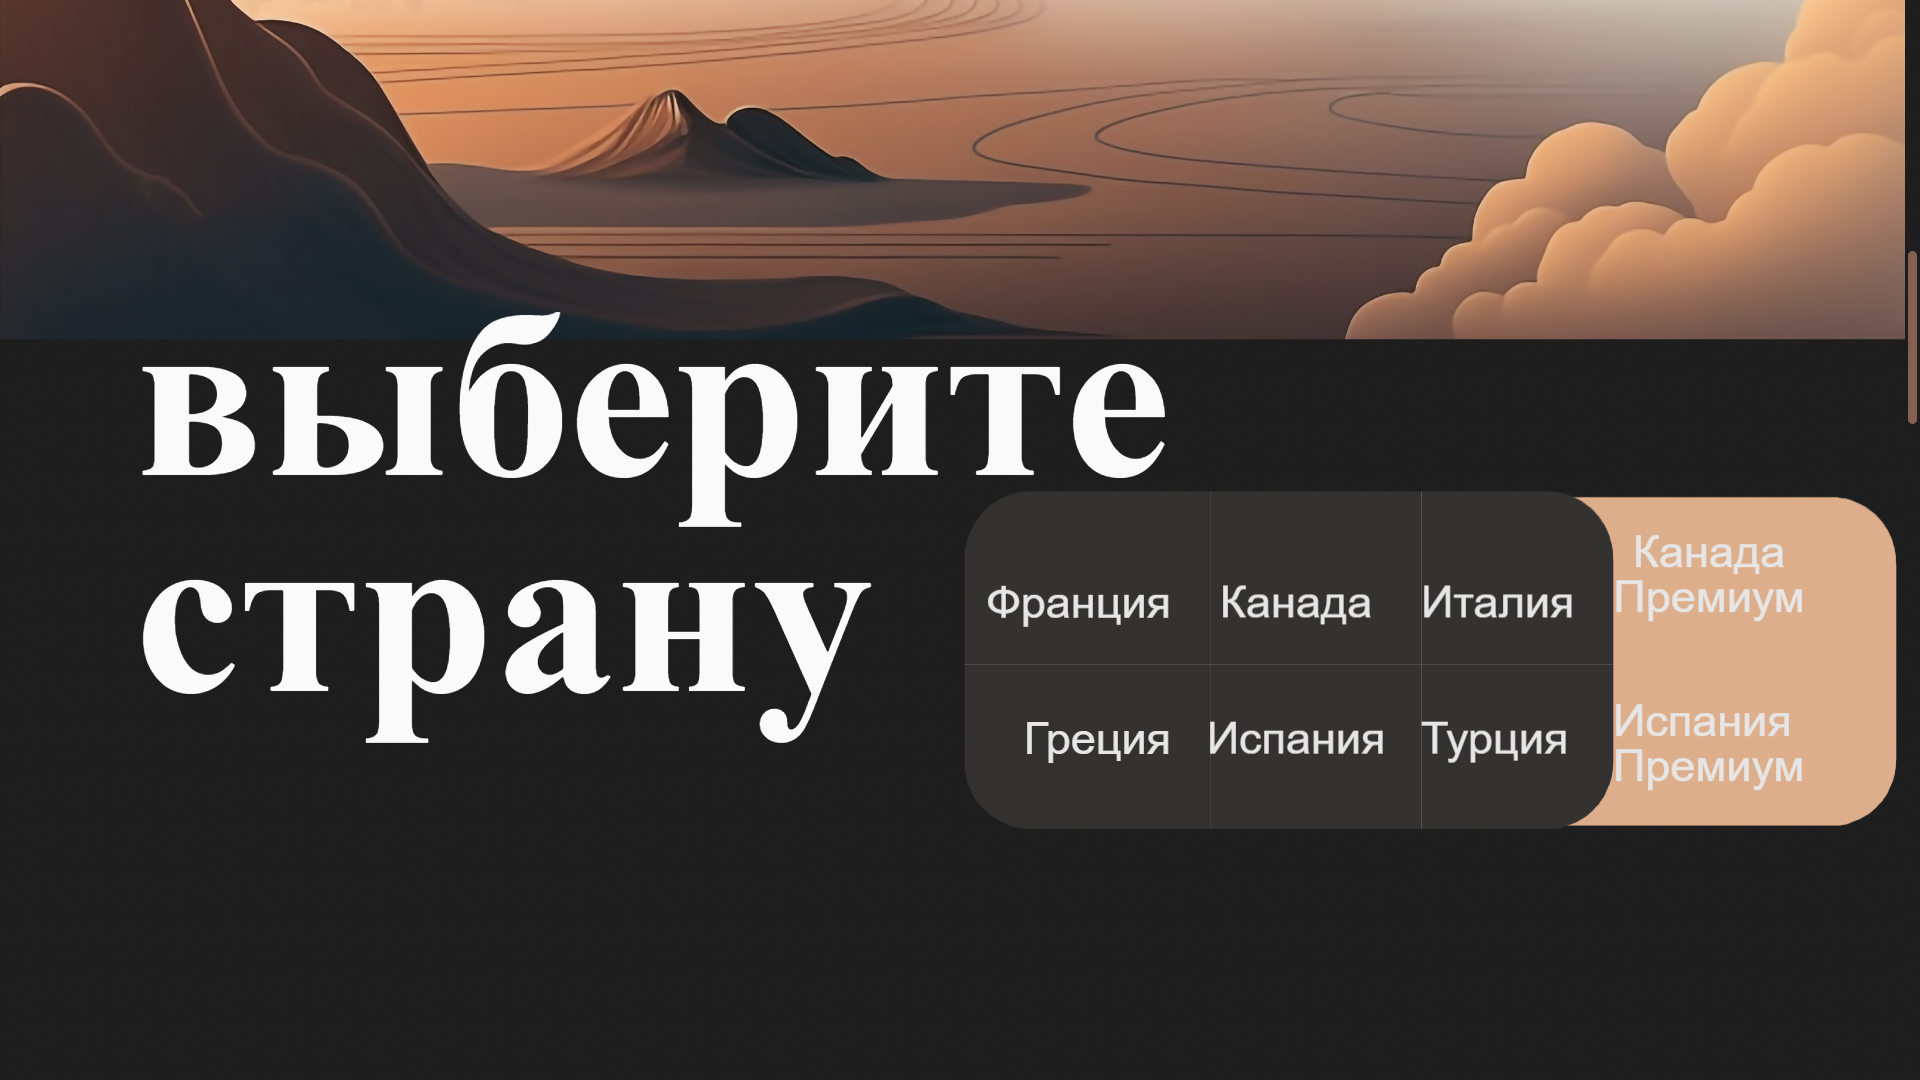 выберите
страну
Франция
Канада
Италия
Канада
Премиум
Греция
Испания
Турция
Испания
Премиум